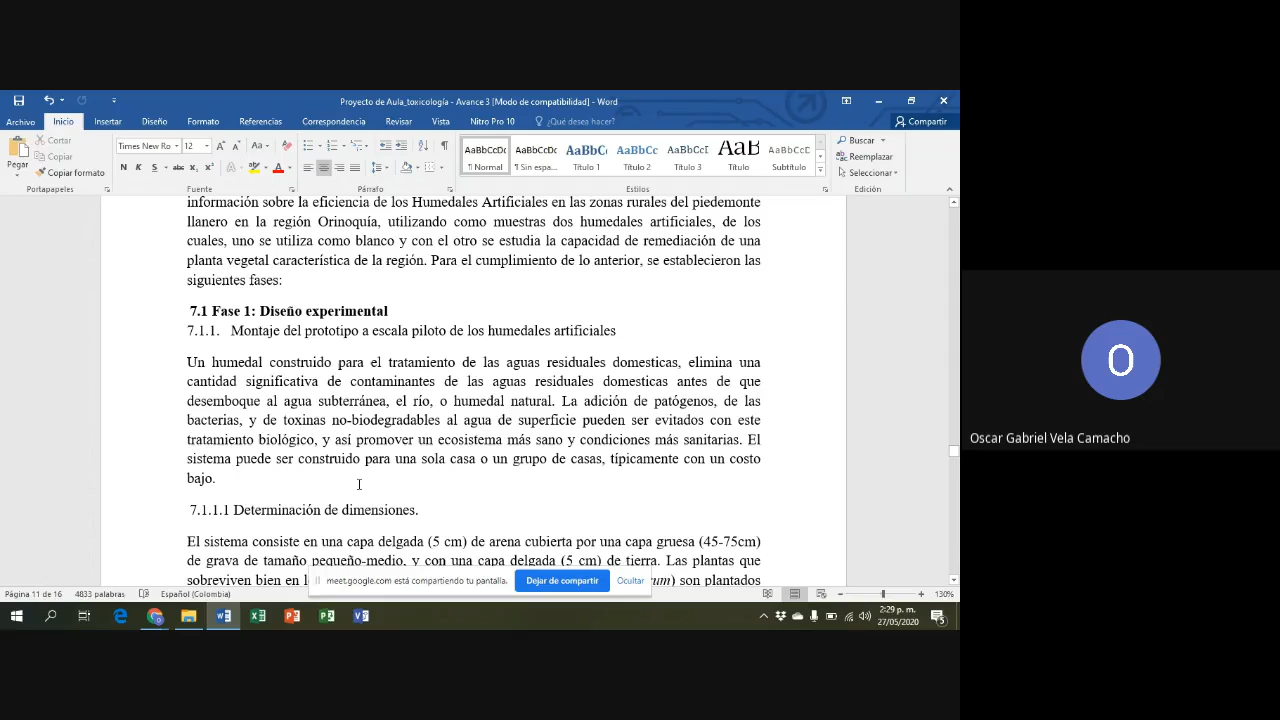 Proyecto de Aula_toxicología - Avance 3 [Modo de compatibilidad] - Word
Archivo Inicio Insertar Diseño Formato Referencias Correspondencia Revisar Vista Nitro Pro 10 ¿Qué desea hacer? Compartir
Pegar
Cortar
Copiar
Copiar formato
Portapapeles
Times New Ro 12
N K S abc x₂ x²
Fuente
Párrafo
AaBbCcDc AaBbCcDc AaBbC AaBbCc AaBbCcD AaB AaBbCcD
¶ Normal ¶ Sin espa... Título 1 Título 2 Título 3 Título Subtítulo
Estilos
Buscar
Reemplazar
Seleccionar
Edición
información sobre la eficiencia de los Humedales Artificiales en las zonas rurales del piedemonte
llanero en la región Orinoquía, utilizando como muestras dos humedales artificiales, de los
cuales, uno se utiliza como blanco y con el otro se estudia la capacidad de remediación de una
planta vegetal característica de la región. Para el cumplimiento de lo anterior, se establecieron las
siguientes fases:
7.1 Fase 1: Diseño experimental
7.1.1. Montaje del prototipo a escala piloto de los humedales artificiales
Un humedal construido para el tratamiento de las aguas residuales domesticas, elimina una
cantidad significativa de contaminantes de las aguas residuales domesticas antes de que
desemboque al agua subterránea, el río, o humedal natural. La adición de patógenos, de las
bacterias, y de toxinas no-biodegradables al agua de superficie pueden ser evitados con este
tratamiento biológico, y así promover un ecosistema más sano y condiciones más sanitarias. El
sistema puede ser construido para una sola casa o un grupo de casas, típicamente con un costo
bajo.
7.1.1.1 Determinación de dimensiones.
El sistema consiste en una capa delgada (5 cm) de arena cubierta por una capa gruesa (45-75cm)
de grava de tamaño pequeño-medio, y con una capa delgada (5 cm) de tierra. Las plantas que
sobreviven bien en lo um) son plantados
meet.google.com está compartiendo tu pantalla. Dejar de compartir Ocultar
Página 11 de 16 4833 palabras Español (Colombia) 130%
2:29 p. m.
27/05/2020
5
O
Oscar Gabriel Vela Camacho